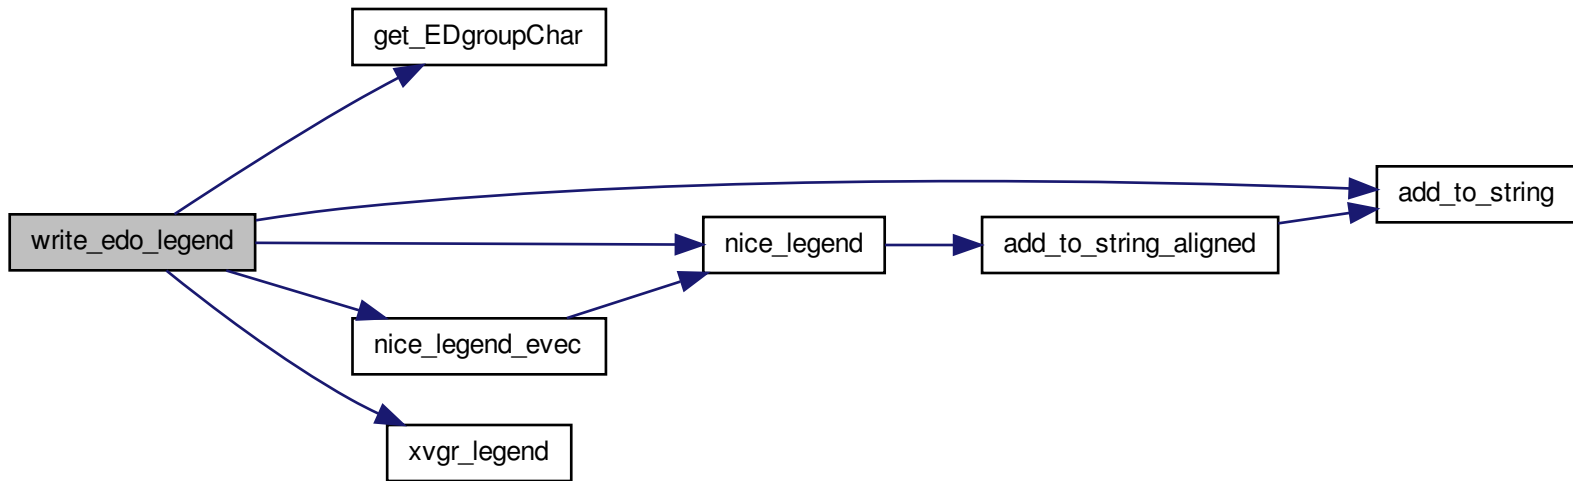 get_EDgroupChar
add_to_string
write_edo_legend
nice_legend
add_to_string_aligned
nice_legend_evec
xvgr_legend